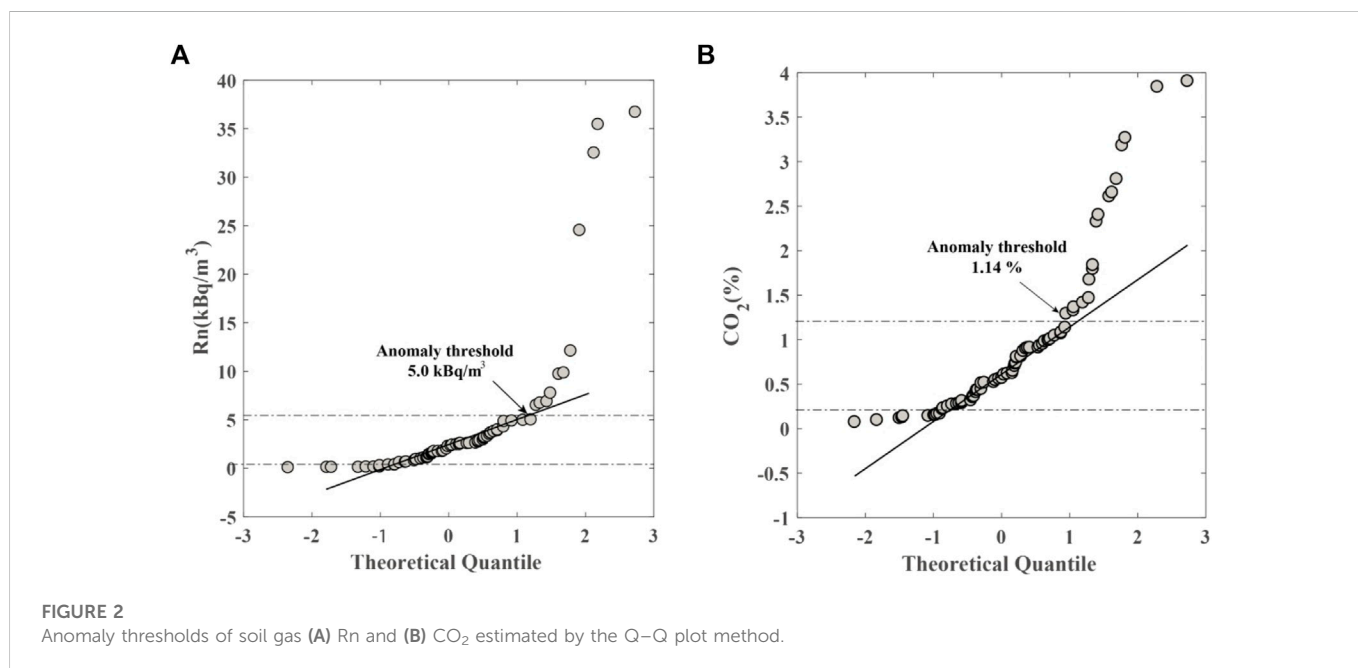 A
40
35
30
25
20
15
10
5
0
-5
Rn(kBq/m³)
Anomaly threshold
5.0 kBq/m³
-3 -2 -1 0 1 2 3
Theoretical Quantile
B
4
3.5
3
2.5
2
1.5
1
0.5
0
-0.5
-1
CO₂(%)
Anomaly threshold
1.14 %
-3 -2 -1 0 1 2 3
Theoretical Quantile
FIGURE 2
Anomaly thresholds of soil gas (A) Rn and (B) CO₂ estimated by the Q–Q plot method.